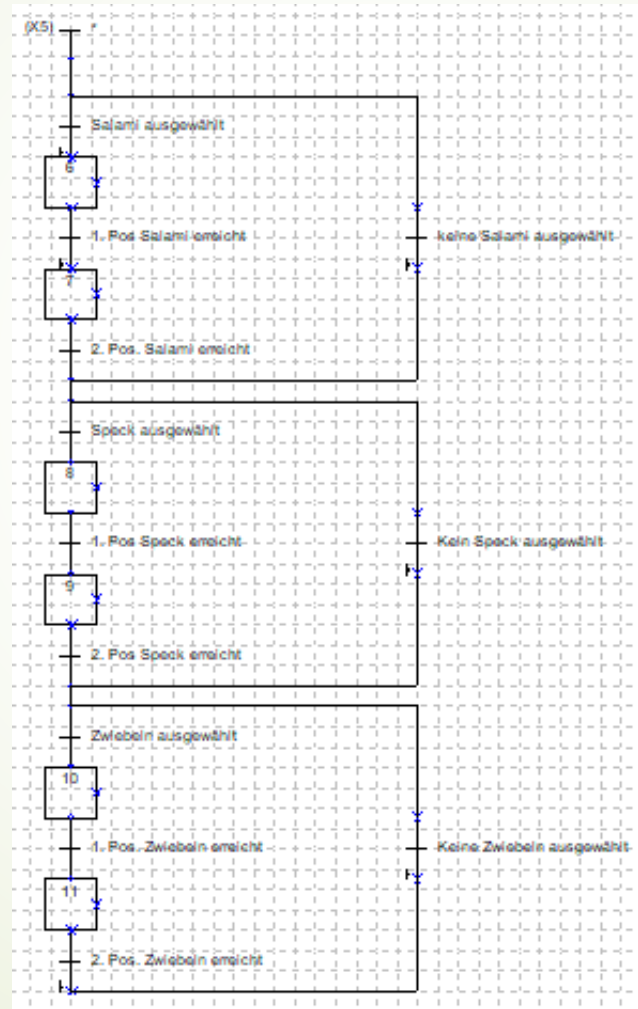 (X5) *
Salami ausgewählt
6
1. Pos Salami erreicht
keine Salami ausgewählt
7
2. Pos. Salami erreicht
Speck ausgewählt
8
1. Pos Speck erreicht
Kein Speck ausgewählt
9
2. Pos Speck erreicht
Zwiebeln ausgewählt
10
1. Pos. Zwiebeln erreicht
Keine Zwiebeln ausgewählt
11
2. Pos. Zwiebeln erreicht